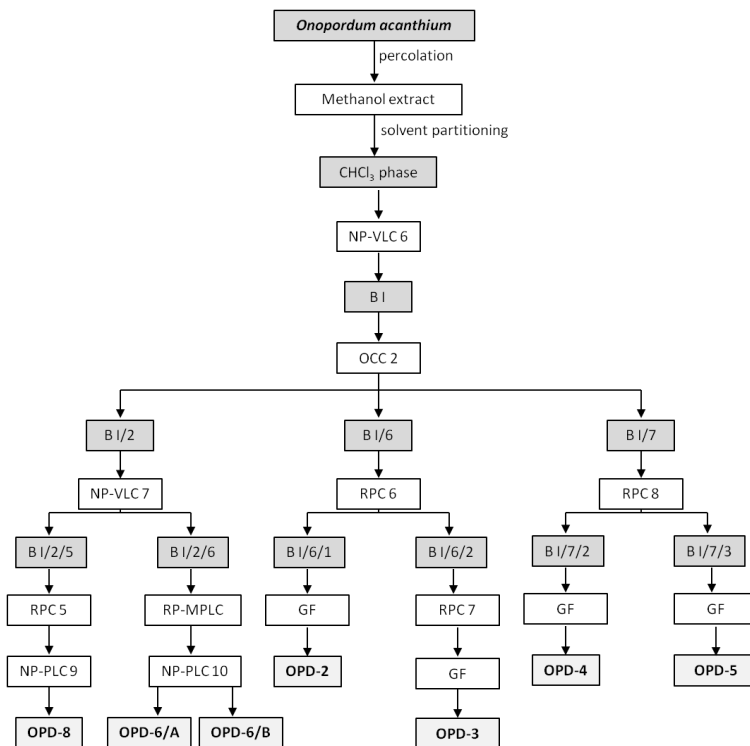 Onopordum acanthium
percolation
Methanol extract
solvent partitioning
CHCl₃ phase
NP-VLC 6
B I
OCC 2
B I/2
B I/6
B I/7
NP-VLC 7
RPC 6
RPC 8
B I/2/5
B I/2/6
B I/6/1
B I/6/2
B I/7/2
B I/7/3
RPC 5
RP-MPLC
GF
RPC 7
GF
GF
NP-PLC 9
NP-PLC 10
OPD-2
GF
OPD-4
OPD-5
OPD-8
OPD-6/A
OPD-6/B
OPD-3